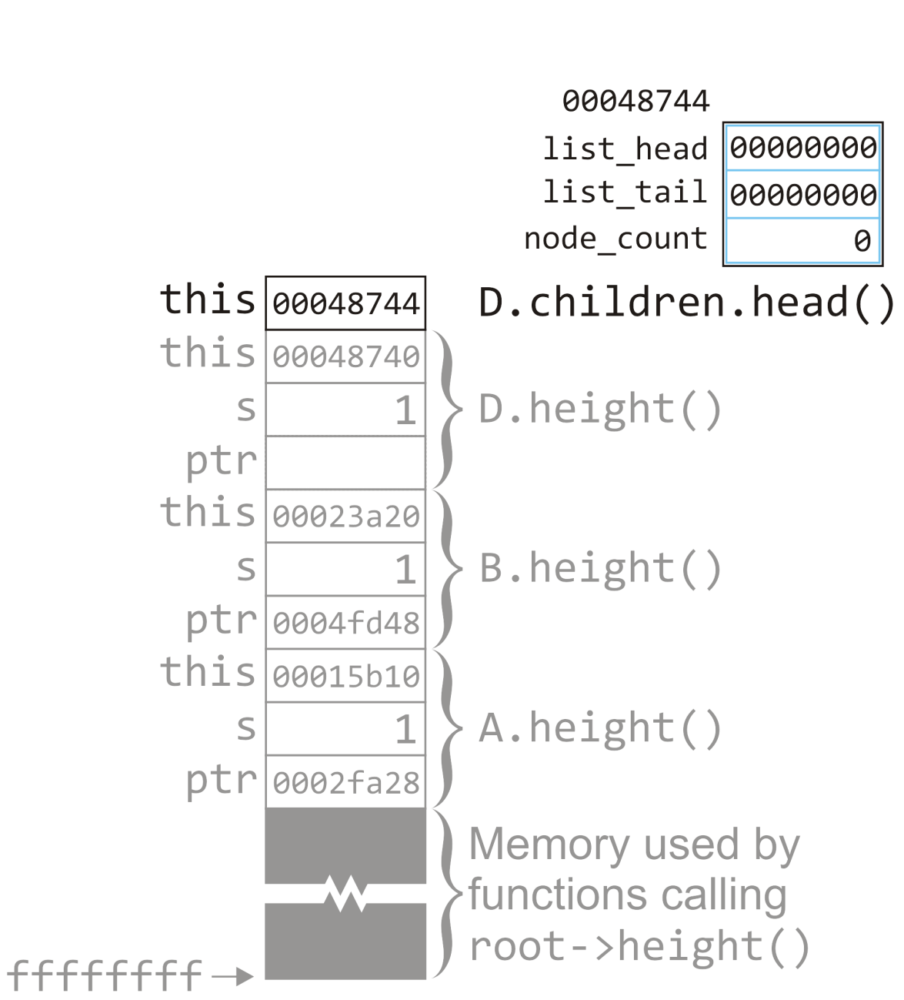 00048744
list_head 00000000
list_tail 00000000
node_count 0
this 00048744 D.children.head()
this 00048740
s 1 D.height()
ptr
this 00023a20
s 1 B.height()
ptr 0004fd48
this 00015b10
s 1 A.height()
ptr 0002fa28
Memory used by
functions calling
root->height()
ffffffff